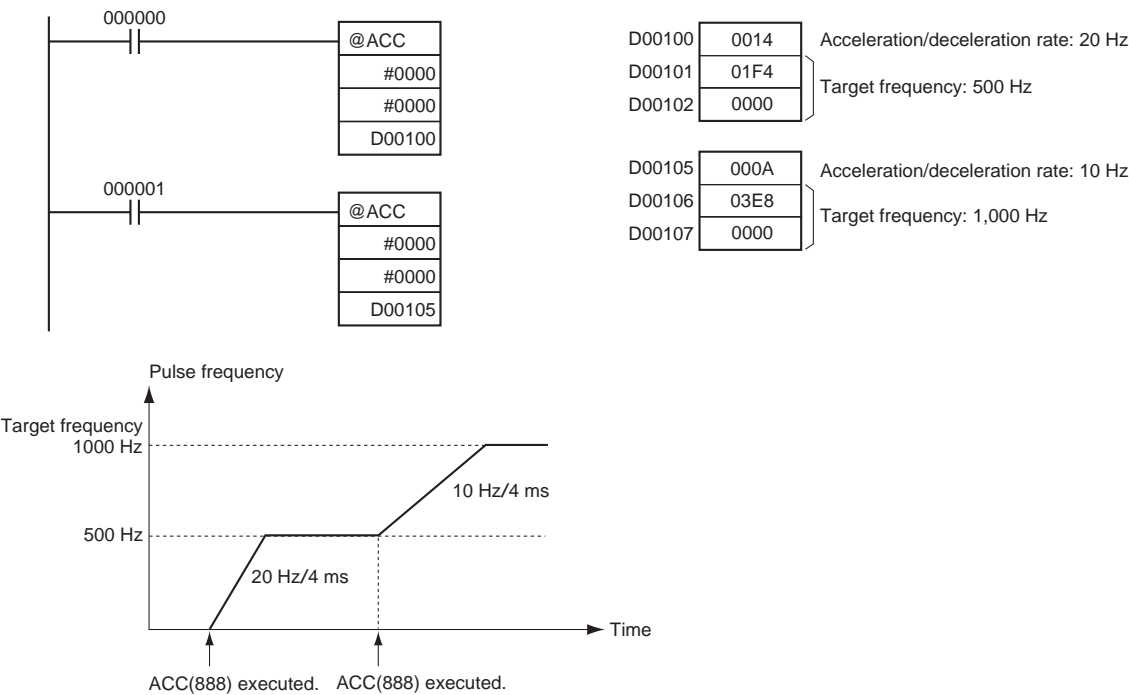 000000
@ACC
#0000
#0000
D00100
000001
@ACC
#0000
#0000
D00105
D00100 0014 Acceleration/deceleration rate: 20 Hz
D00101 01F4
D00102 0000
Target frequency: 500 Hz
D00105 000A Acceleration/deceleration rate: 10 Hz
D00106 03E8
D00107 0000
Target frequency: 1,000 Hz
Pulse frequency
Target frequency
1000 Hz
10 Hz/4 ms
500 Hz
20 Hz/4 ms
Time
ACC(888) executed. ACC(888) executed.